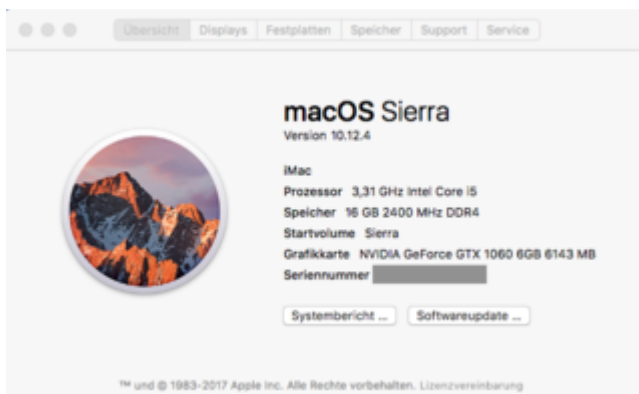 Übersicht Displays Festplatten Speicher Support Service
macOS Sierra
Version 10.12.4
iMac
Prozessor 3,31 GHz Intel Core i5
Speicher 16 GB 2400 MHz DDR4
Startvolume Sierra
Grafikkarte NVIDIA GeForce GTX 1060 6GB 6143 MB
Seriennummer
Systembericht ... Softwareupdate ...
™ und © 1983-2017 Apple Inc. Alle Rechte vorbehalten. Lizenzvereinbarung